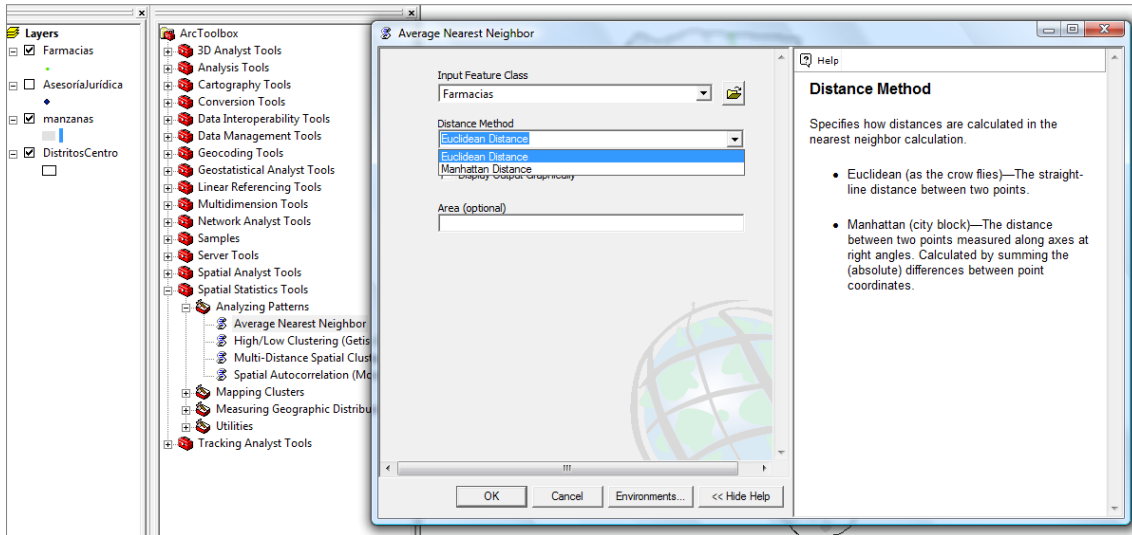 Layers
Farmacias
AsesoríaJurídica
manzanas
DistritosCentro
ArcToolbox
3D Analyst Tools
Analysis Tools
Cartography Tools
Conversion Tools
Data Interoperability Tools
Data Management Tools
Geocoding Tools
Geostatistical Analyst Tools
Linear Referencing Tools
Multidimension Tools
Network Analyst Tools
Samples
Server Tools
Spatial Analyst Tools
Spatial Statistics Tools
Analyzing Patterns
Average Nearest Neighbor
High/Low Clustering (Getis
Multi-Distance Spatial Clust
Spatial Autocorrelation (Mo
Mapping Clusters
Measuring Geographic Distribu
Utilities
Tracking Analyst Tools
Average Nearest Neighbor
Input Feature Class
Farmacias
Distance Method
Euclidean Distance
Euclidean Distance
Manhattan Distance
Display Output Graphically
Area (optional)
OK
Cancel
Environments...
<< Hide Help
Help
Distance Method
Specifies how distances are calculated in the
nearest neighbor calculation.
• Euclidean (as the crow flies)—The straight-
line distance between two points.
• Manhattan (city block)—The distance
between two points measured along axes at
right angles. Calculated by summing the
(absolute) differences between point
coordinates.